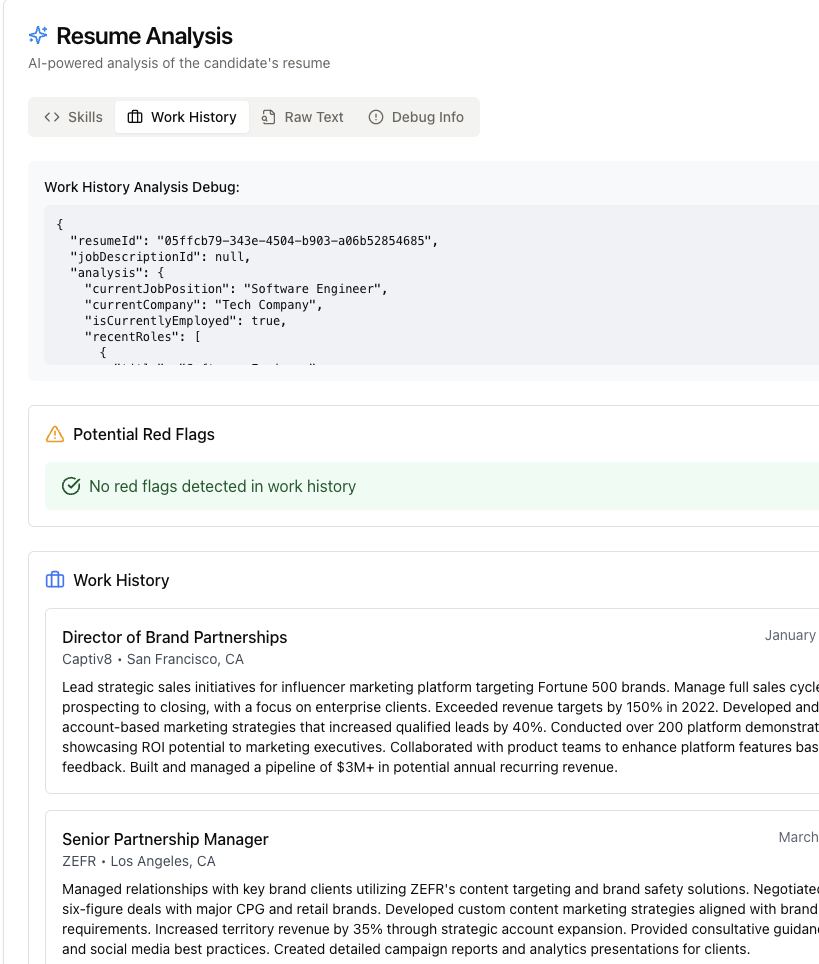 Resume Analysis
AI-powered analysis of the candidate's resume
Skills
Work History
Raw Text
Debug Info
Work History Analysis Debug:
{
"resumeId": "05ffcb79-343e-4504-b903-a06b52854685",
"jobDescriptionId": null,
"analysis": {
"currentJobPosition": "Software Engineer",
"currentCompany": "Tech Company",
"isCurrentlyEmployed": true,
"recentRoles": [
{
Potential Red Flags
No red flags detected in work history
Work History
Director of Brand Partnerships
January
Captiv8 • San Francisco, CA
Lead strategic sales initiatives for influencer marketing platform targeting Fortune 500 brands. Manage full sales cycle
prospecting to closing, with a focus on enterprise clients. Exceeded revenue targets by 150% in 2022. Developed and
account-based marketing strategies that increased qualified leads by 40%. Conducted over 200 platform demonstrat
showcasing ROI potential to marketing executives. Collaborated with product teams to enhance platform features bas
feedback. Built and managed a pipeline of $3M+ in potential annual recurring revenue.
Senior Partnership Manager
March
ZEFR • Los Angeles, CA
Managed relationships with key brand clients utilizing ZEFR's content targeting and brand safety solutions. Negotiated
six-figure deals with major CPG and retail brands. Developed custom content marketing strategies aligned with brand
requirements. Increased territory revenue by 35% through strategic account expansion. Provided consultative guidan
and social media best practices. Created detailed campaign reports and analytics presentations for clients.